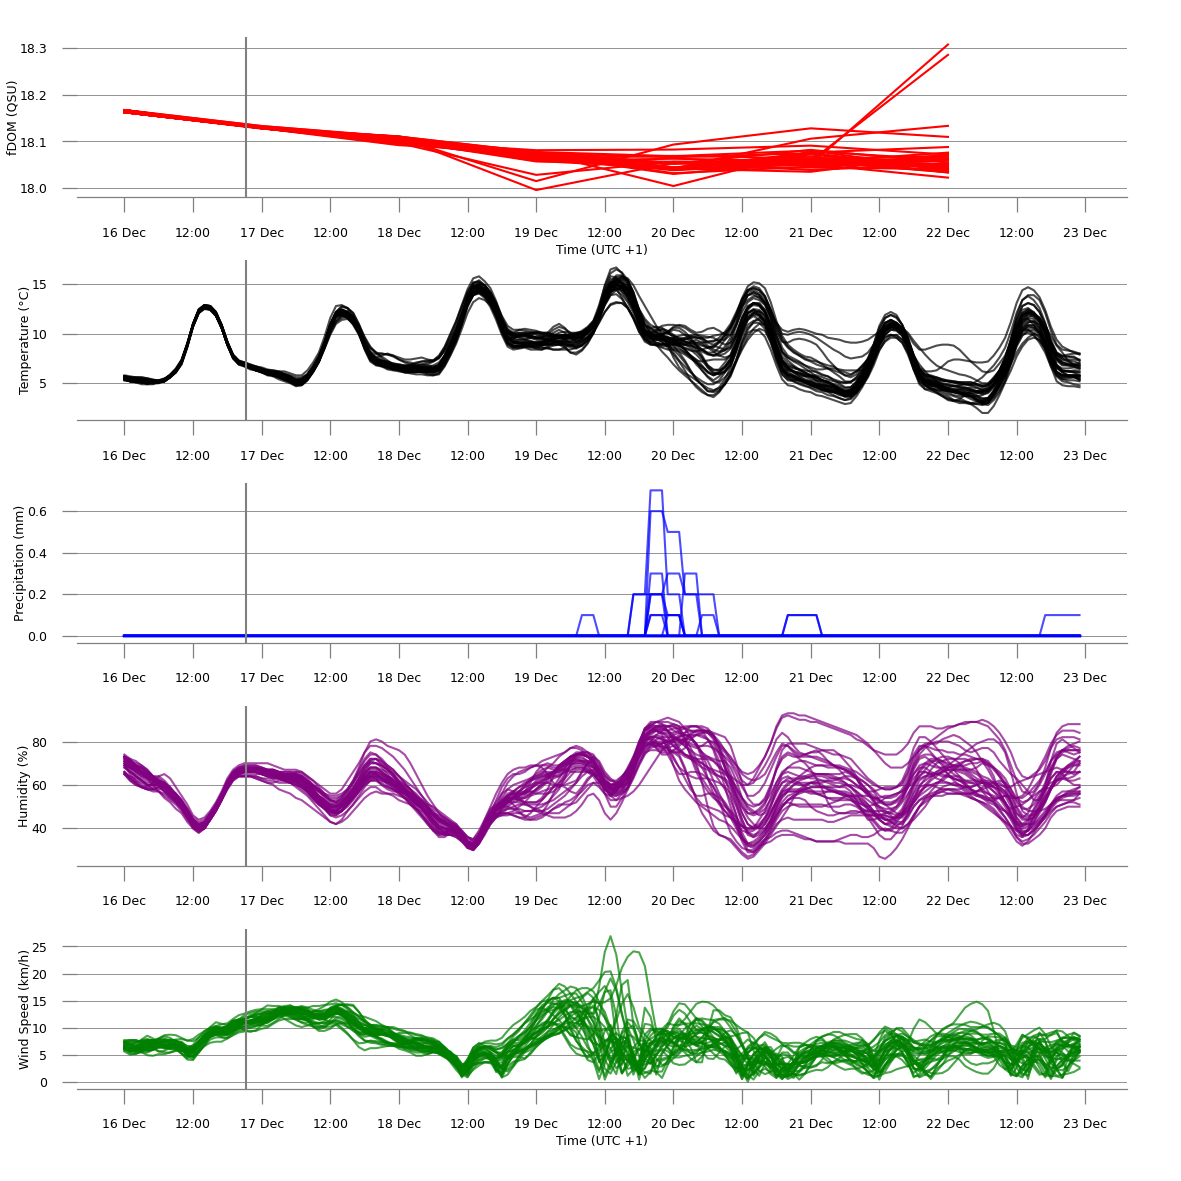 fDOM (QSU)
18.3
18.2
18.1
18.0
16 Dec 12:00 17 Dec 12:00 18 Dec 12:00 19 Dec 12:00 20 Dec 12:00 21 Dec 12:00 22 Dec 12:00 23 Dec
Time (UTC +1)
Temperature (°C)
15
10
5
16 Dec 12:00 17 Dec 12:00 18 Dec 12:00 19 Dec 12:00 20 Dec 12:00 21 Dec 12:00 22 Dec 12:00 23 Dec
Precipitation (mm)
0.6
0.4
0.2
0.0
16 Dec 12:00 17 Dec 12:00 18 Dec 12:00 19 Dec 12:00 20 Dec 12:00 21 Dec 12:00 22 Dec 12:00 23 Dec
Humidity (%)
80
60
40
16 Dec 12:00 17 Dec 12:00 18 Dec 12:00 19 Dec 12:00 20 Dec 12:00 21 Dec 12:00 22 Dec 12:00 23 Dec
Wind Speed (km/h)
25
20
15
10
5
0
16 Dec 12:00 17 Dec 12:00 18 Dec 12:00 19 Dec 12:00 20 Dec 12:00 21 Dec 12:00 22 Dec 12:00 23 Dec
Time (UTC +1)